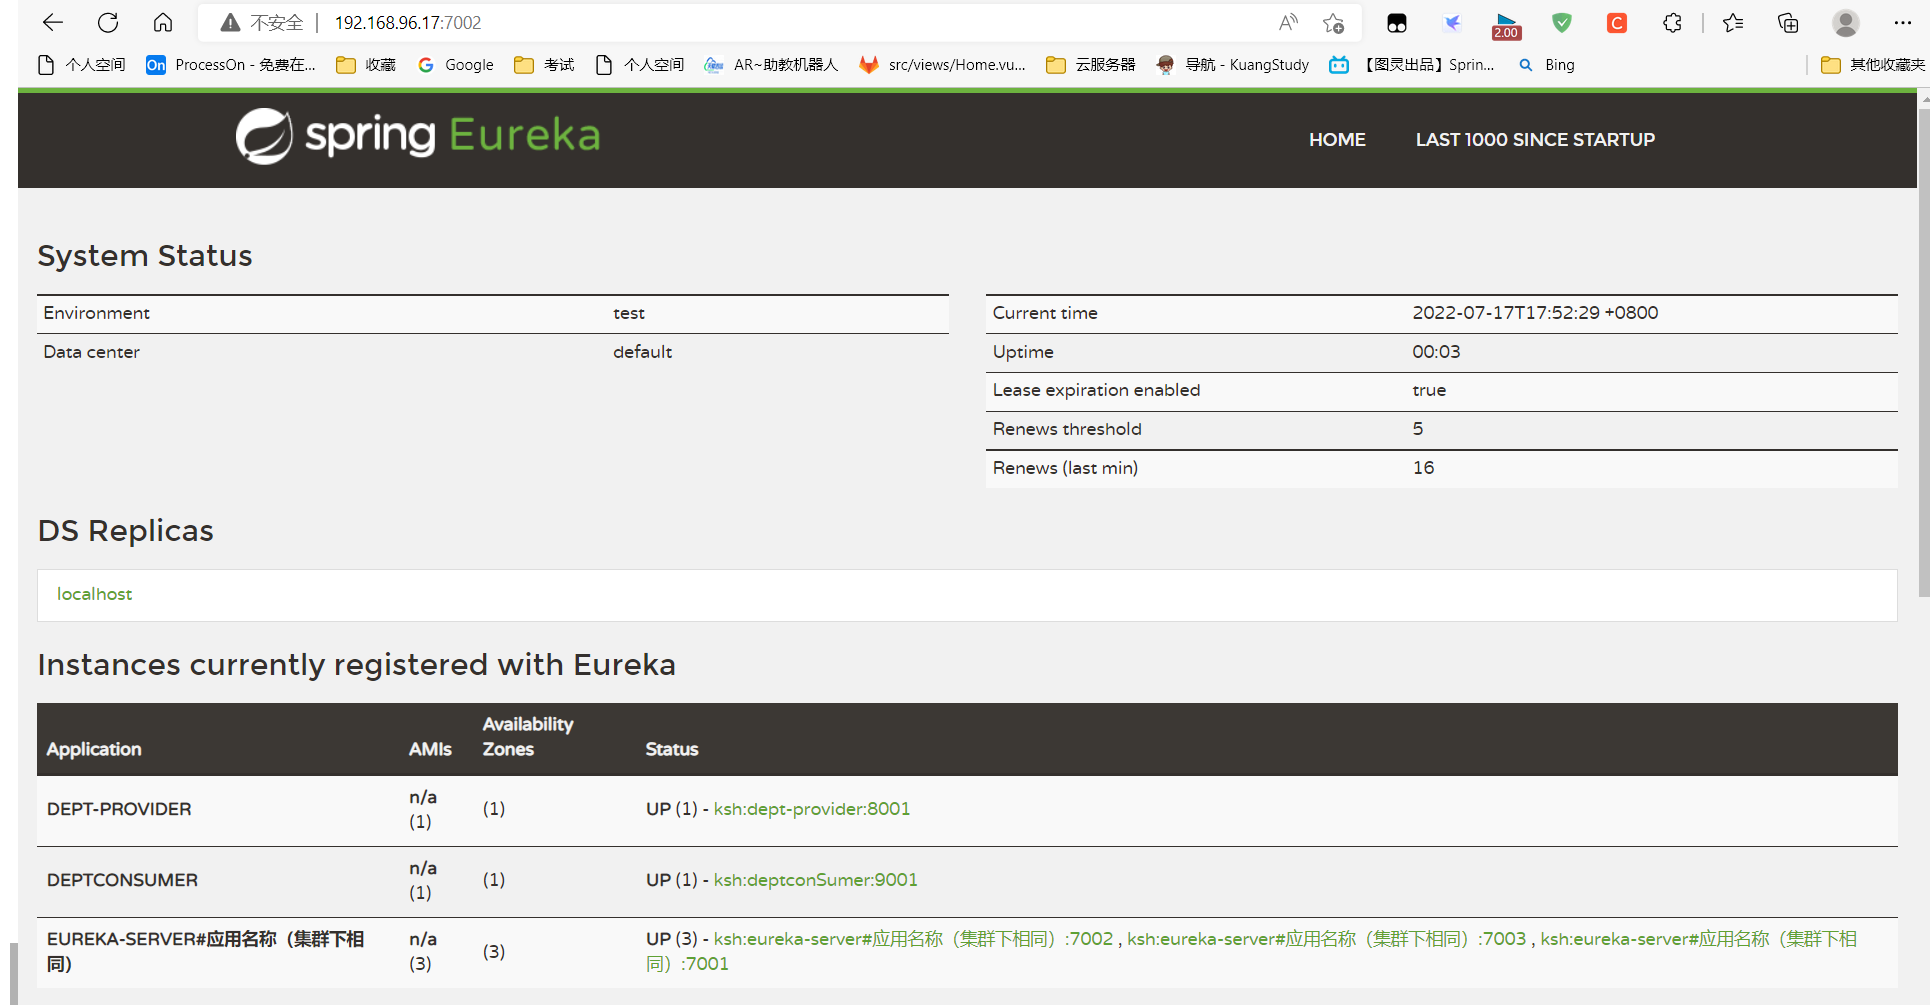 不安全 | 192.168.96.17:7002
2.00
个人空间 On ProcessOn - 免费在... 收藏 Google 考试 个人空间 AR~助教机器人 src/views/Home.vu... 云服务器 导航 - KuangStudy 【图灵出品】Sprin... Bing 其他收藏夹
spring Eureka HOME LAST 1000 SINCE STARTUP
System Status
Environment test
Data center default
Current time 2022-07-17T17:52:29 +0800
Uptime 00:03
Lease expiration enabled true
Renews threshold 5
Renews (last min) 16
DS Replicas
localhost
Instances currently registered with Eureka
Application AMIs Availability Zones Status
DEPT-PROVIDER n/a (1) (1) UP (1) - ksh:dept-provider:8001
DEPTCONSUMER n/a (1) (1) UP (1) - ksh:deptconSumer:9001
EUREKA-SERVER#应用名称（集群下相
同） n/a (3) (3) UP (3) - ksh:eureka-server#应用名称（集群下相同）:7002 , ksh:eureka-server#应用名称（集群下相同）:7003 , ksh:eureka-server#应用名称（集群下相
同）:7001